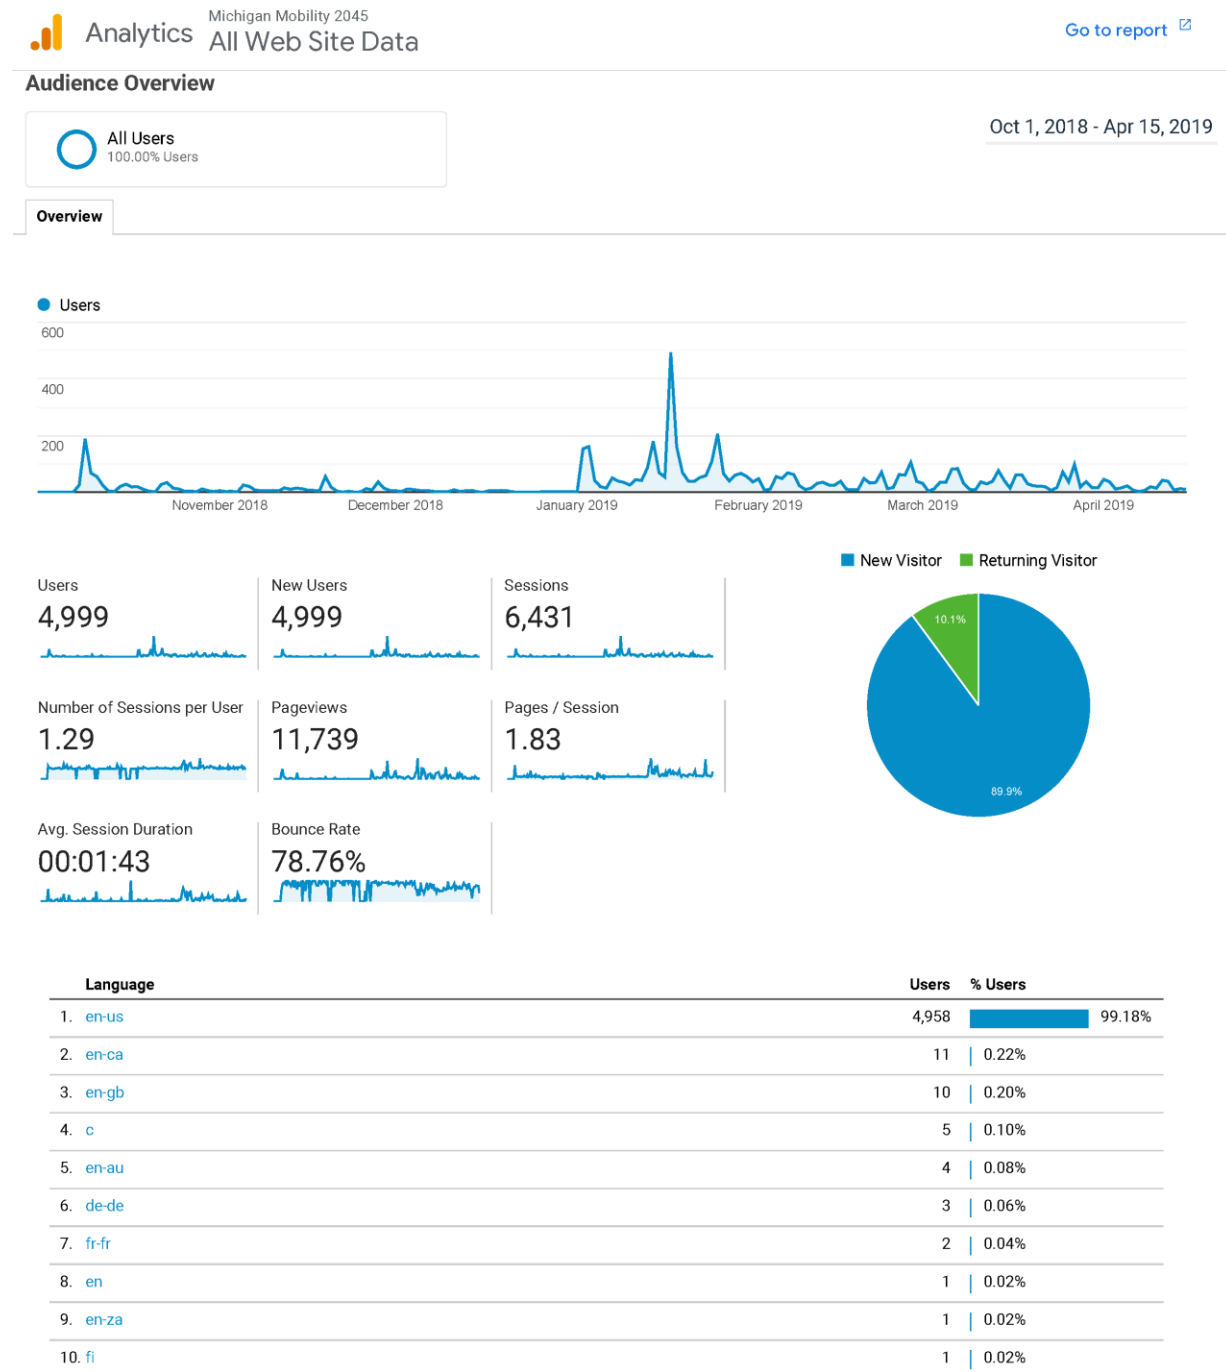 Analytics
Michigan Mobility 2045
All Web Site Data
Go to report
Audience Overview
All Users
100.00% Users
Oct 1, 2018 - Apr 15, 2019
Overview
Users
600
400
200
November 2018 December 2018 January 2019 February 2019 March 2019 April 2019
New Visitor Returning Visitor
10.1%
89.9%
Users
4,999
New Users
4,999
Sessions
6,431
Number of Sessions per User
1.29
Pageviews
11,739
Pages / Session
1.83
Avg. Session Duration
00:01:43
Bounce Rate
78.76%
Language Users % Users
1. en-us 4,958 99.18%
2. en-ca 11 0.22%
3. en-gb 10 0.20%
4. c 5 0.10%
5. en-au 4 0.08%
6. de-de 3 0.06%
7. fr-fr 2 0.04%
8. en 1 0.02%
9. en-za 1 0.02%
10. fi 1 0.02%